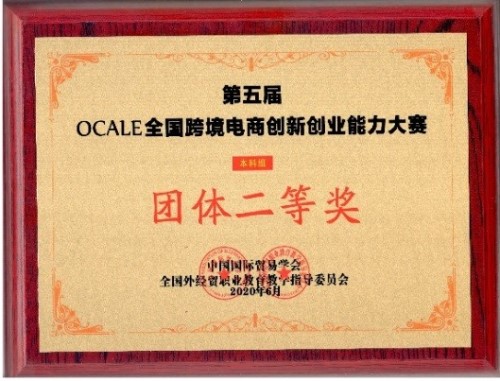 第五届
OCALE全国跨境电商创新创业能力大赛
本科组
团体二等奖
中国国际贸易学会
全国外经贸职业教育教学指导委员会
2020年6月